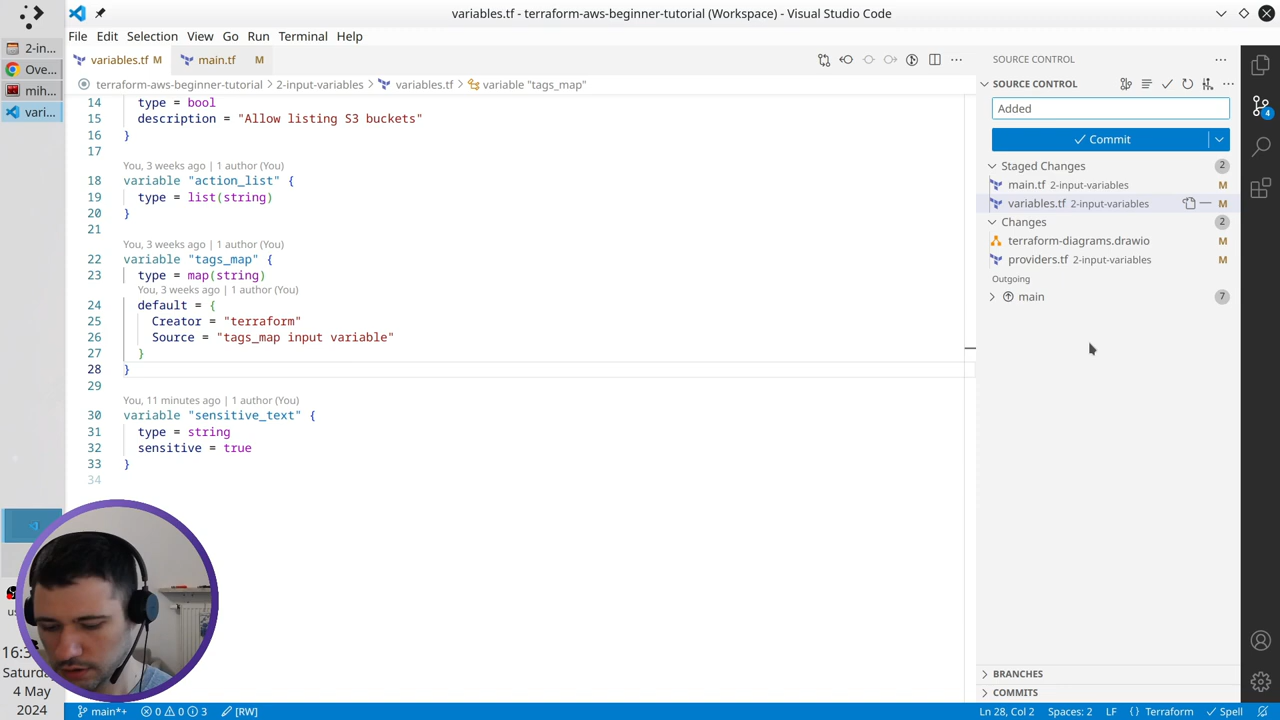 variables.tf - terraform-aws-beginner-tutorial (Workspace) - Visual Studio Code
File Edit Selection View Go Run Terminal Help
2-in...
Ove...
mih...
vari...
variables.tf M
main.tf M
terraform-aws-beginner-tutorial > 2-input-variables > variables.tf > variable "tags_map"
14 type = bool
15 description = "Allow listing S3 buckets"
16 }
17
You, 3 weeks ago | 1 author (You)
18 variable "action_list" {
19 type = list(string)
20 }
21
You, 3 weeks ago | 1 author (You)
22 variable "tags_map" {
23 type = map(string)
You, 3 weeks ago | 1 author (You)
24 default = {
25 Creator = "terraform"
26 Source = "tags_map input variable"
27 }
28 }
29
You, 11 minutes ago | 1 author (You)
30 variable "sensitive_text" {
31 type = string
32 sensitive = true
33 }
34
SOURCE CONTROL
SOURCE CONTROL
Added
Commit
Staged Changes 2
main.tf 2-input-variables M
variables.tf 2-input-variables M
Changes 2
terraform-diagrams.drawio M
providers.tf 2-input-variables M
Outgoing
main 7
BRANCHES
COMMITS
4
us
16:3
Saturda
4 May
2024
main*+ 0 0 3 [RW]
Ln 28, Col 2 Spaces: 2 LF {} Terraform Spell